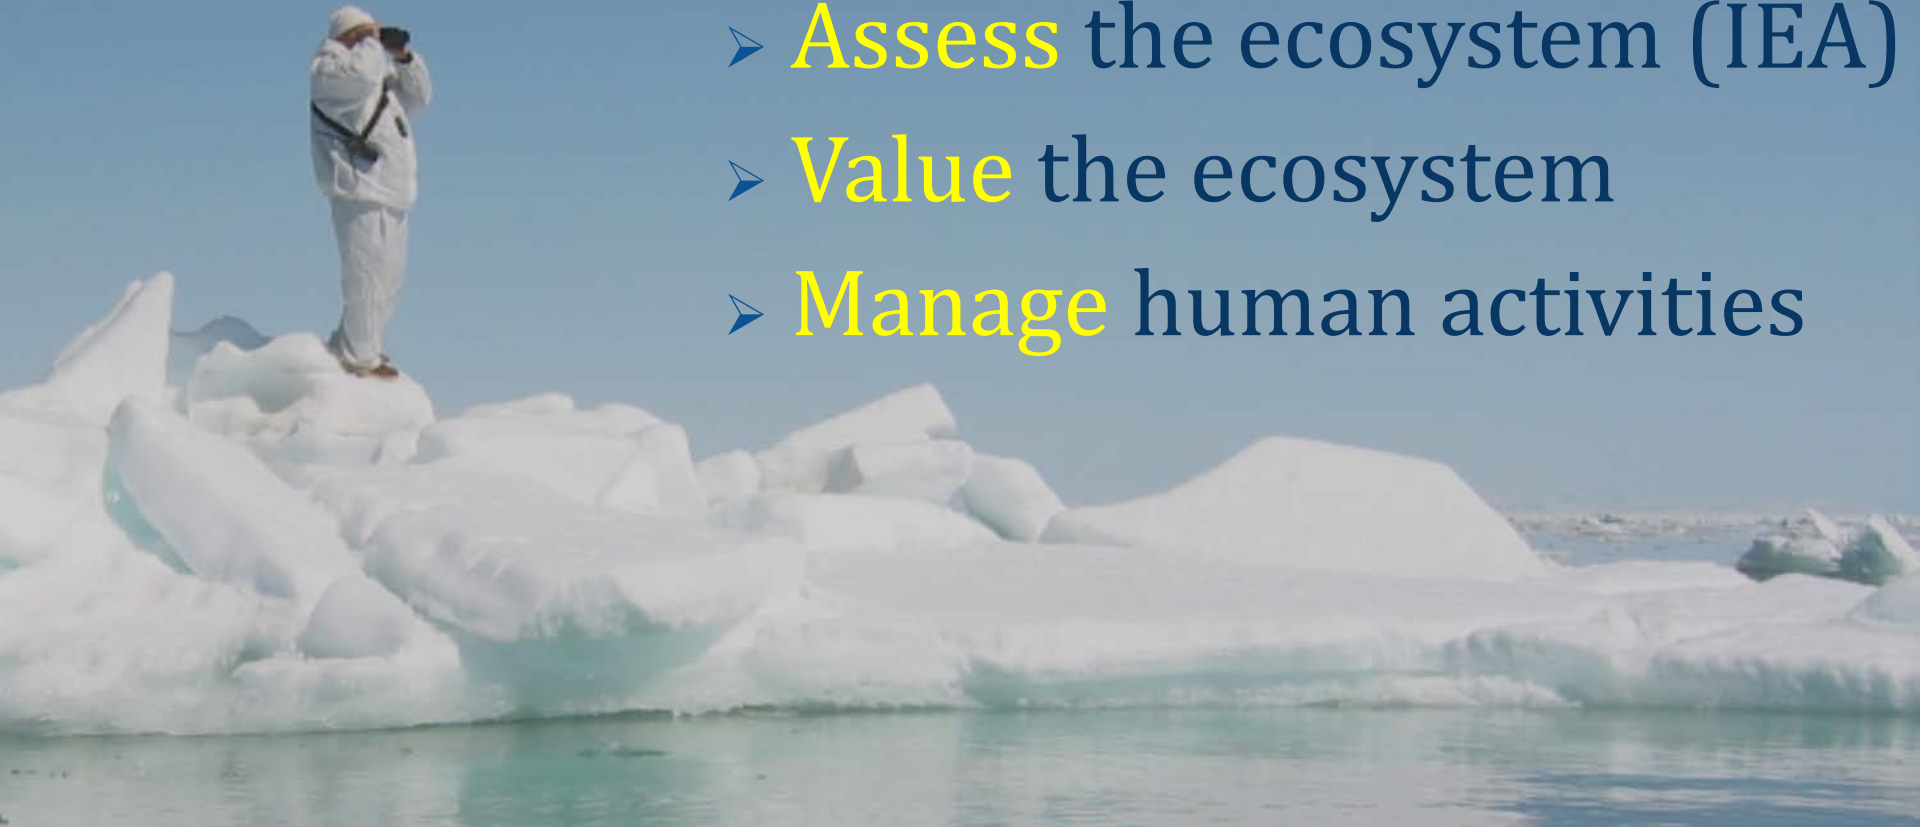 ➢ Assess the ecosystem (IEA)
➢ Value the ecosystem
➢ Manage human activities